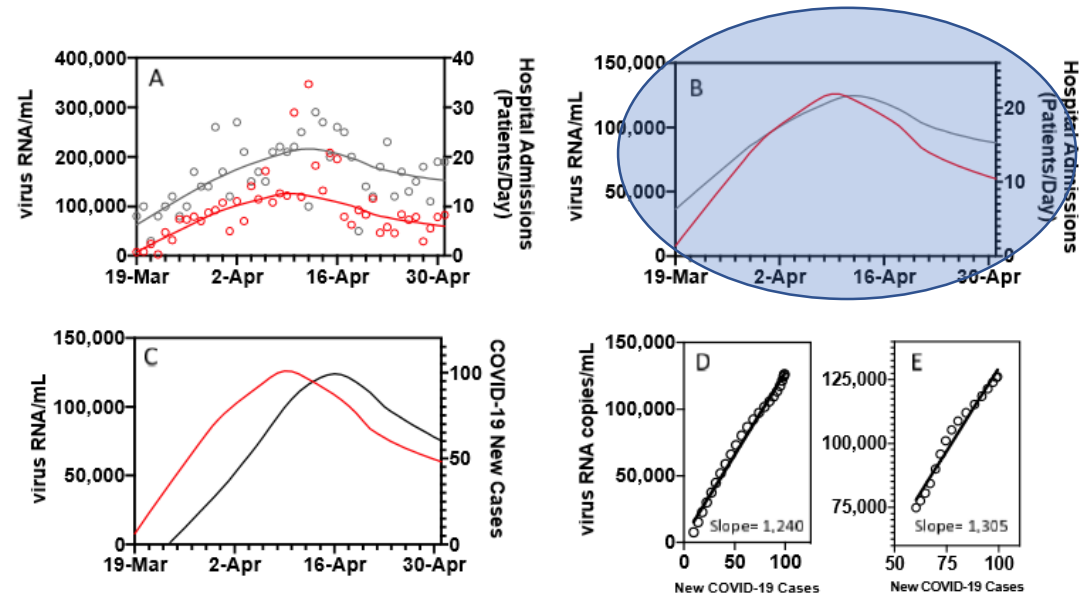 A
400,000
300,000
200,000
100,000
0
virus RNA/mL
40
30
20
10
0
Hospital Admissions
(Patients/Day)
19-Mar 2-Apr 16-Apr 30-Apr
B
150,000
100,000
50,000
0
virus RNA/mL
20
10
0
Hospital Admissions
(Patients/Day)
19-Mar 2-Apr 16-Apr 30-Apr
C
150,000
100,000
50,000
0
virus RNA/mL
100
50
0
COVID-19 New Cases
19-Mar 2-Apr 16-Apr 30-Apr
D
150,000
100,000
50,000
0
virus RNA copies/mL
Slope= 1,240
0 50 100
New COVID-19 Cases
E
125,000
100,000
75,000
Slope= 1,305
50 75 100
New COVID-19 Cases